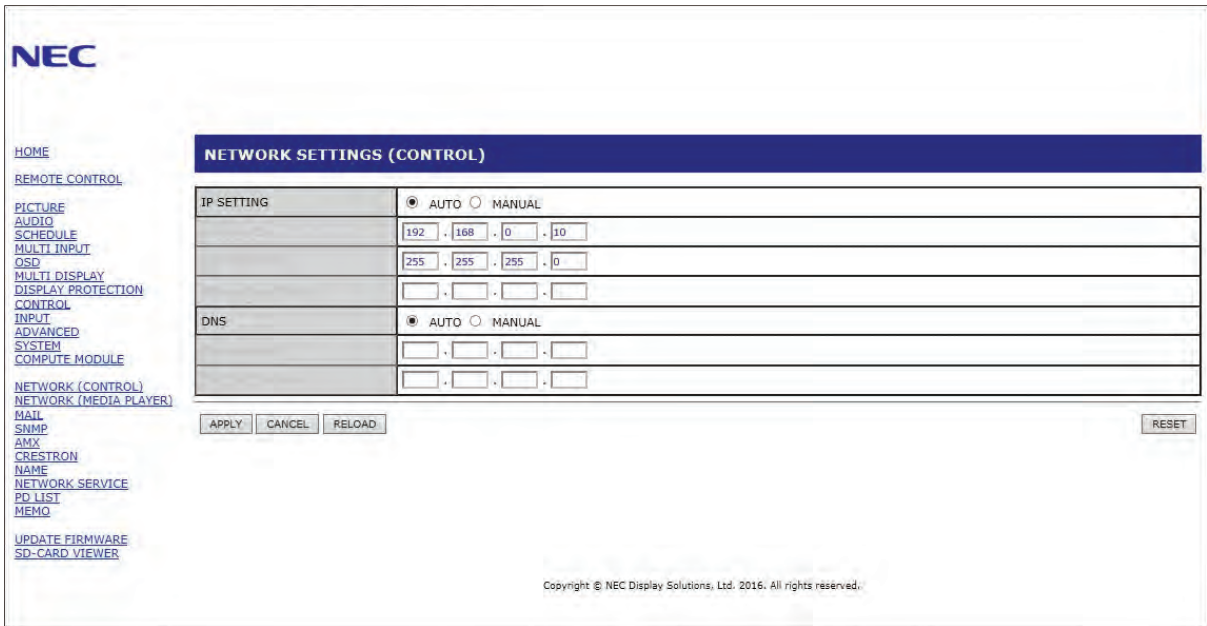 NEC
HOME
REMOTE CONTROL
PICTURE
AUDIO
SCHEDULE
MULTI INPUT
OSD
MULTI DISPLAY
DISPLAY PROTECTION
CONTROL
INPUT
ADVANCED
SYSTEM
COMPUTE MODULE
NETWORK (CONTROL)
NETWORK (MEDIA PLAYER)
MAIL
SNMP
AMX
CRESTRON
NAME
NETWORK SERVICE
PD LIST
MEMO
UPDATE FIRMWARE
SD-CARD VIEWER
NETWORK SETTINGS (CONTROL)
IP SETTING AUTO MANUAL
192 . 168 . 0 . 10
255 . 255 . 255 . 0
. . .
DNS AUTO MANUAL
. . .
. . .
APPLY CANCEL RELOAD RESET
Copyright © NEC Display Solutions, Ltd. 2016. All rights reserved.